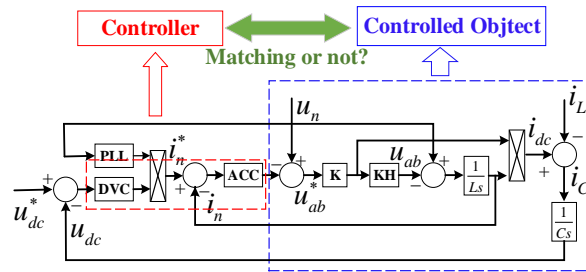 Controller
Controlled Onject
Matching or not?
u_n
i_L
PLL
i_n^*
u_ab
i_dc
DVC
ACC
K
KH
1/Ls
u_dc^*
u_dc
i_n
u_ab^*
i_C
1/Cs